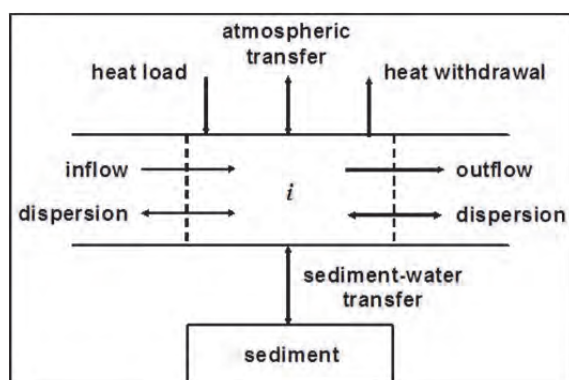 atmospheric
transfer
heat load
heat withdrawal
inflow
outflow
i
dispersion
dispersion
sediment-water
transfer
sediment